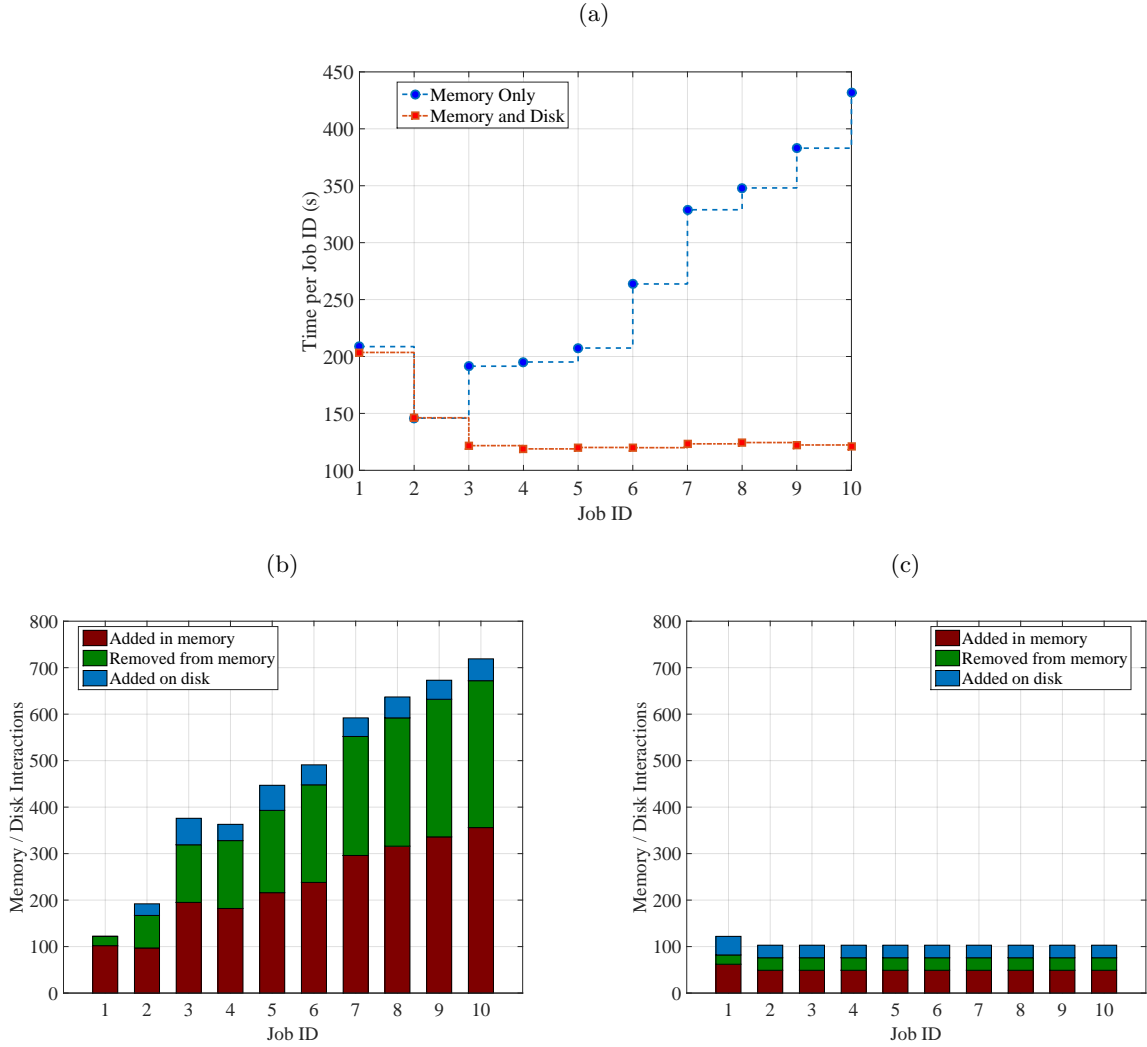 (a)
450
400
350
300
250
200
150
100
Time per Job ID (s)
Memory Only
Memory and Disk
1 2 3 4 5 6 7 8 9 10
Job ID
(b)
800
700
600
500
400
300
200
100
0
Memory / Disk Interactions
Added in memory
Removed from memory
Added on disk
1 2 3 4 5 6 7 8 9 10
Job ID
(c)
800
700
600
500
400
300
200
100
0
Memory / Disk Interactions
Added in memory
Removed from memory
Added on disk
1 2 3 4 5 6 7 8 9 10
Job ID